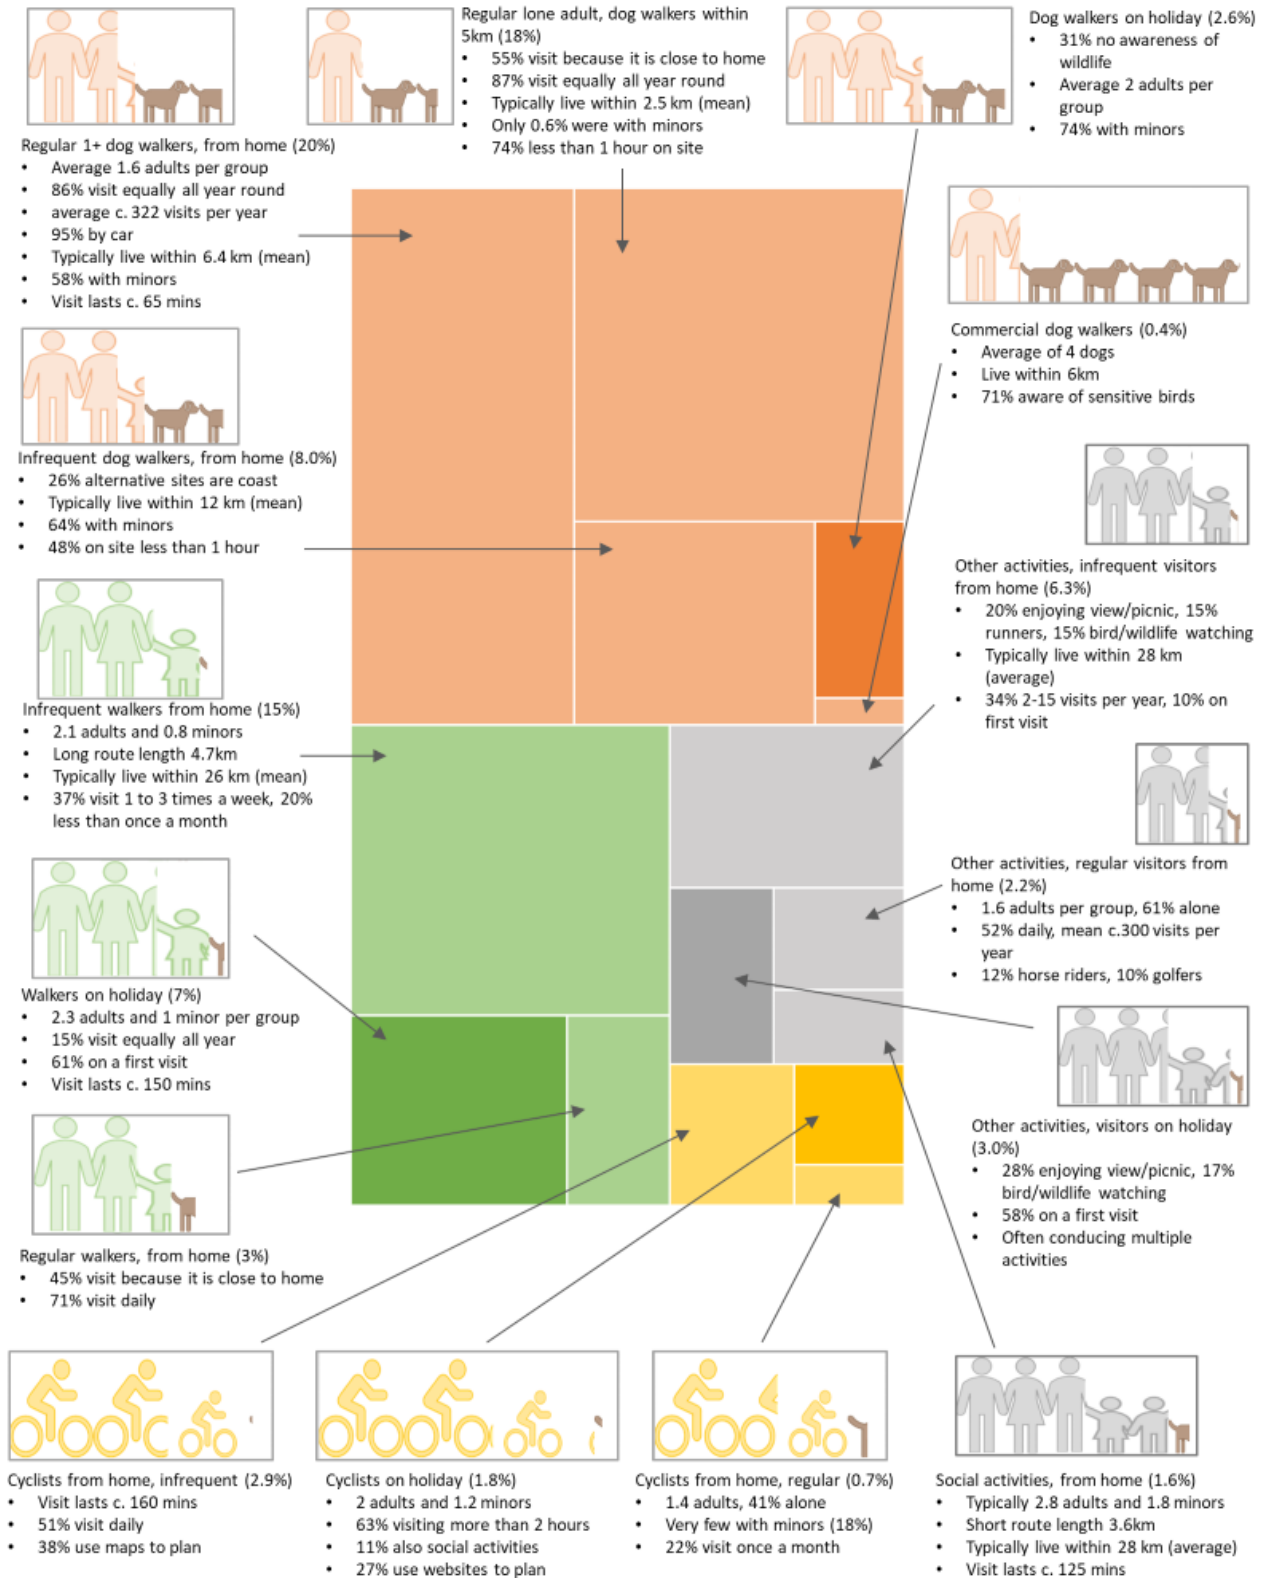 Regular 1+ dog walkers, from home (20%)
• Average 1.6 adults per group
• 86% visit equally all year round
• average c. 322 visits per year
• 95% by car
• Typically live within 6.4 km (mean)
• 58% with minors
• Visit lasts c. 65 mins
Regular lone adult, dog walkers within
5km (18%)
• 55% visit because it is close to home
• 87% visit equally all year round
• Typically live within 2.5 km (mean)
• Only 0.6% were with minors
• 74% less than 1 hour on site
Dog walkers on holiday (2.6%)
• 31% no awareness of
wildlife
• Average 2 adults per
group
• 74% with minors
Commercial dog walkers (0.4%)
• Average of 4 dogs
• Live within 6km
• 71% aware of sensitive birds
Infrequent dog walkers, from home (8.0%)
• 26% alternative sites are coast
• Typically live within 12 km (mean)
• 64% with minors
• 48% on site less than 1 hour
Other activities, infrequent visitors
from home (6.3%)
• 20% enjoying view/picnic, 15%
runners, 15% bird/wildlife watching
• Typically live within 28 km
(average)
• 34% 2-15 visits per year, 10% on
first visit
Infrequent walkers from home (15%)
• 2.1 adults and 0.8 minors
• Long route length 4.7km
• Typically live within 26 km (mean)
• 37% visit 1 to 3 times a week, 20%
less than once a month
Other activities, regular visitors from
home (2.2%)
• 1.6 adults per group, 61% alone
• 52% daily, mean c.300 visits per
year
• 12% horse riders, 10% golfers
Walkers on holiday (7%)
• 2.3 adults and 1 minor per group
• 15% visit equally all year
• 61% on a first visit
• Visit lasts c. 150 mins
Other activities, visitors on holiday
(3.0%)
• 28% enjoying view/picnic, 17%
bird/wildlife watching
• 58% on a first visit
• Often conducing multiple
activities
Regular walkers, from home (3%)
• 45% visit because it is close to home
• 71% visit daily
Cyclists from home, infrequent (2.9%)
• Visit lasts c. 160 mins
• 51% visit daily
• 38% use maps to plan
Cyclists on holiday (1.8%)
• 2 adults and 1.2 minors
• 63% visiting more than 2 hours
• 11% also social activities
• 27% use websites to plan
Cyclists from home, regular (0.7%)
• 1.4 adults, 41% alone
• Very few with minors (18%)
• 22% visit once a month
Social activities, from home (1.6%)
• Typically 2.8 adults and 1.8 minors
• Short route length 3.6km
• Typically live within 28 km (average)
• Visit lasts c. 125 mins